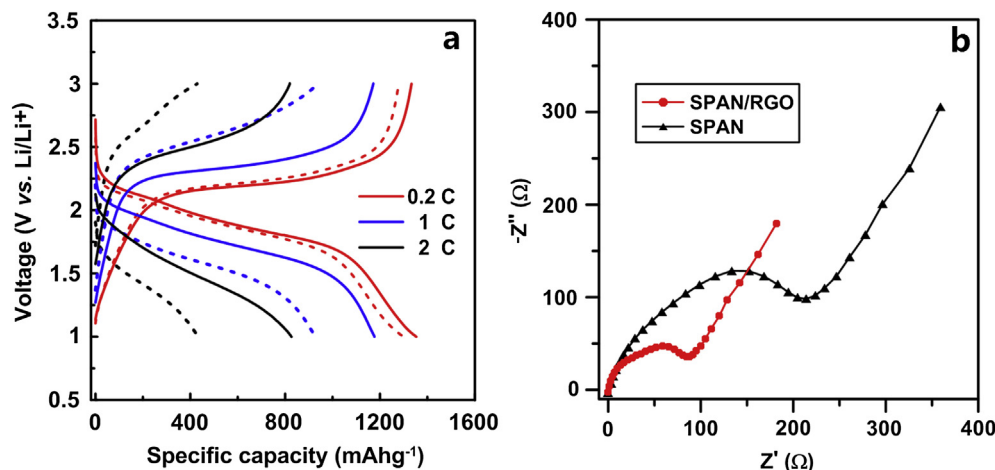 a
3.5
3
2.5
2
1.5
1
0.5
Voltage (V vs. Li/Li+)
0.2 C
1 C
2 C
0 400 800 1200 1600
Specific capacity (mAhg-1)
b
400
300
200
100
0
-Z'' (Ω)
SPAN/RGO
SPAN
0 100 200 300 400
Z' (Ω)